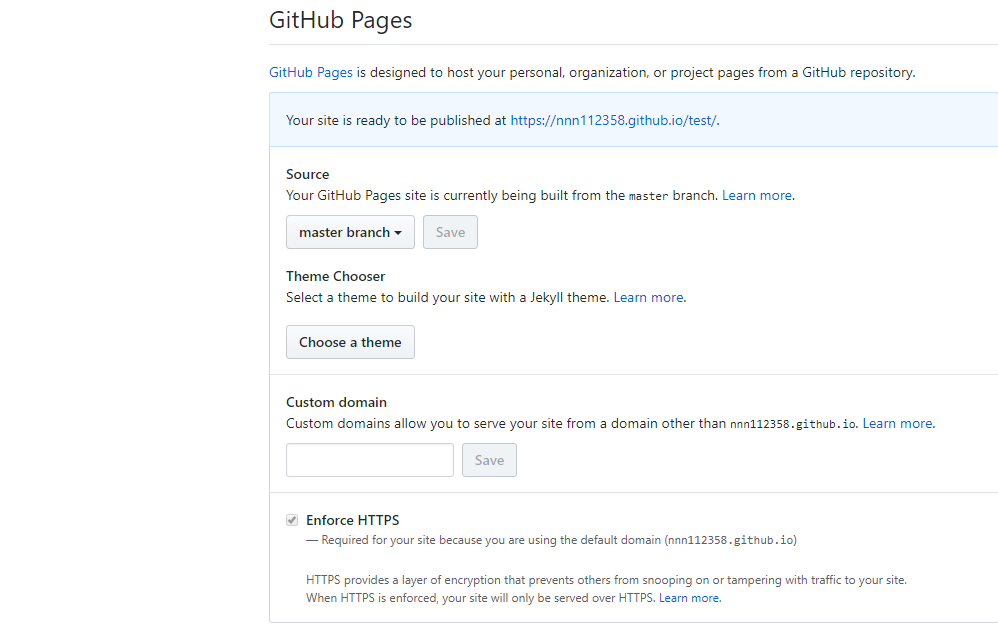 GitHub Pages
GitHub Pages is designed to host your personal, organization, or project pages from a GitHub repository.
Your site is ready to be published at https://nnn112358.github.io/test/.
Source
Your GitHub Pages site is currently being built from the master branch. Learn more.
master branch Save
Theme Chooser
Select a theme to build your site with a Jekyll theme. Learn more.
Choose a theme
Custom domain
Custom domains allow you to serve your site from a domain other than nnn112358.github.io. Learn more.
Save
Enforce HTTPS
— Required for your site because you are using the default domain (nnn112358.github.io)
HTTPS provides a layer of encryption that prevents others from snooping on or tampering with traffic to your site.
When HTTPS is enforced, your site will only be served over HTTPS. Learn more.